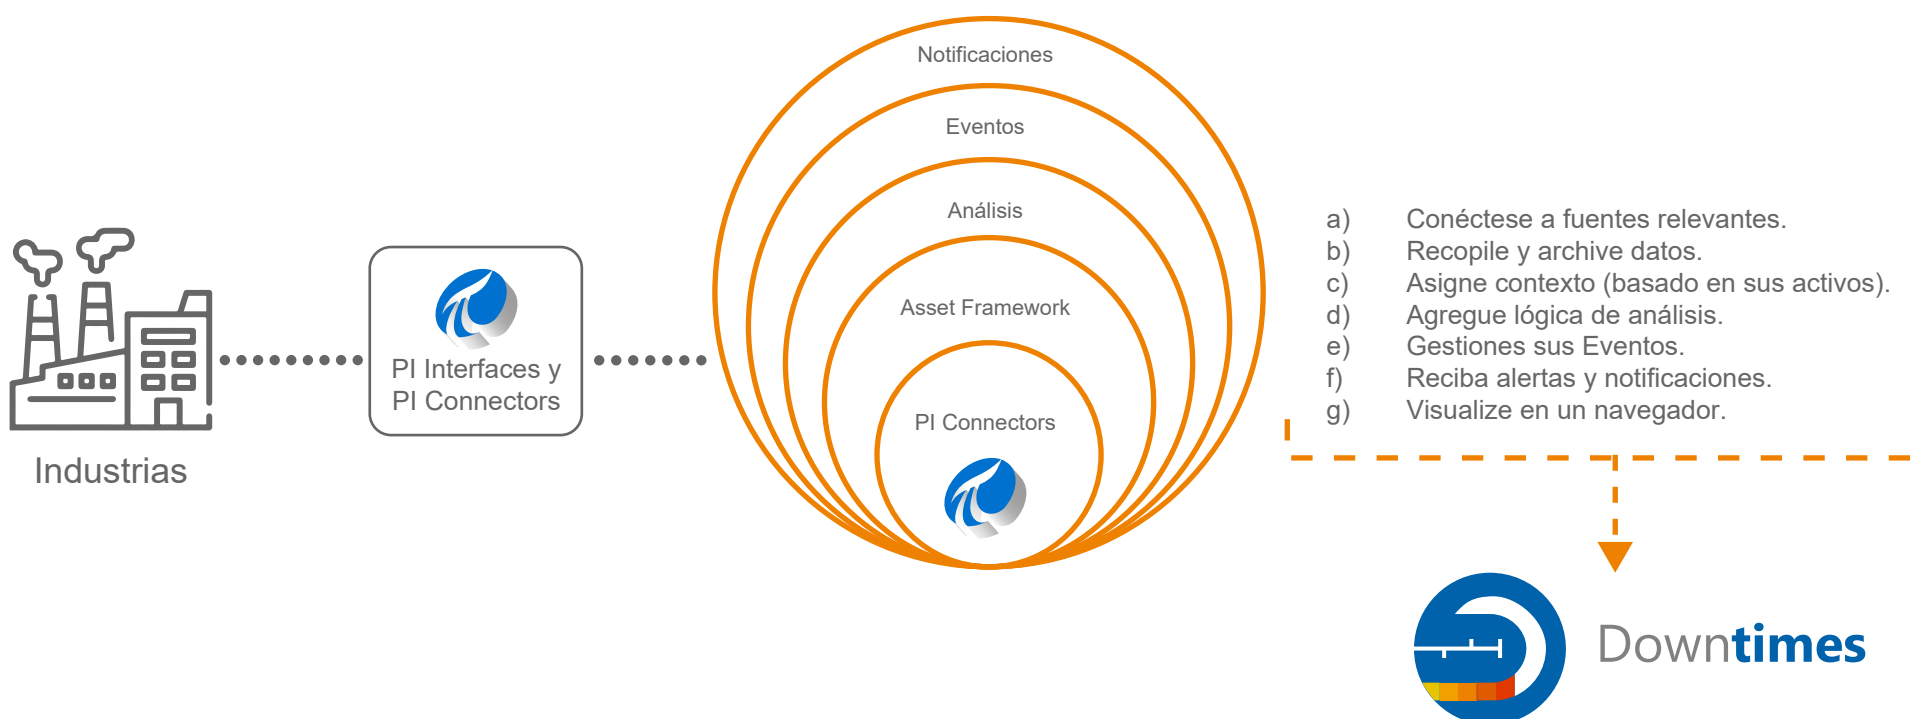 Industrias
PI Interfaces y
PI Connectors
Notificaciones
Eventos
Análisis
Asset Framework
PI Connectors
a) Conéctese a fuentes relevantes.
b) Recopile y archive datos.
c) Asigne contexto (basado en sus activos).
d) Agregue lógica de análisis.
e) Gestiones sus Eventos.
f) Reciba alertas y notificaciones.
g) Visualize en un navegador.
Downtimes